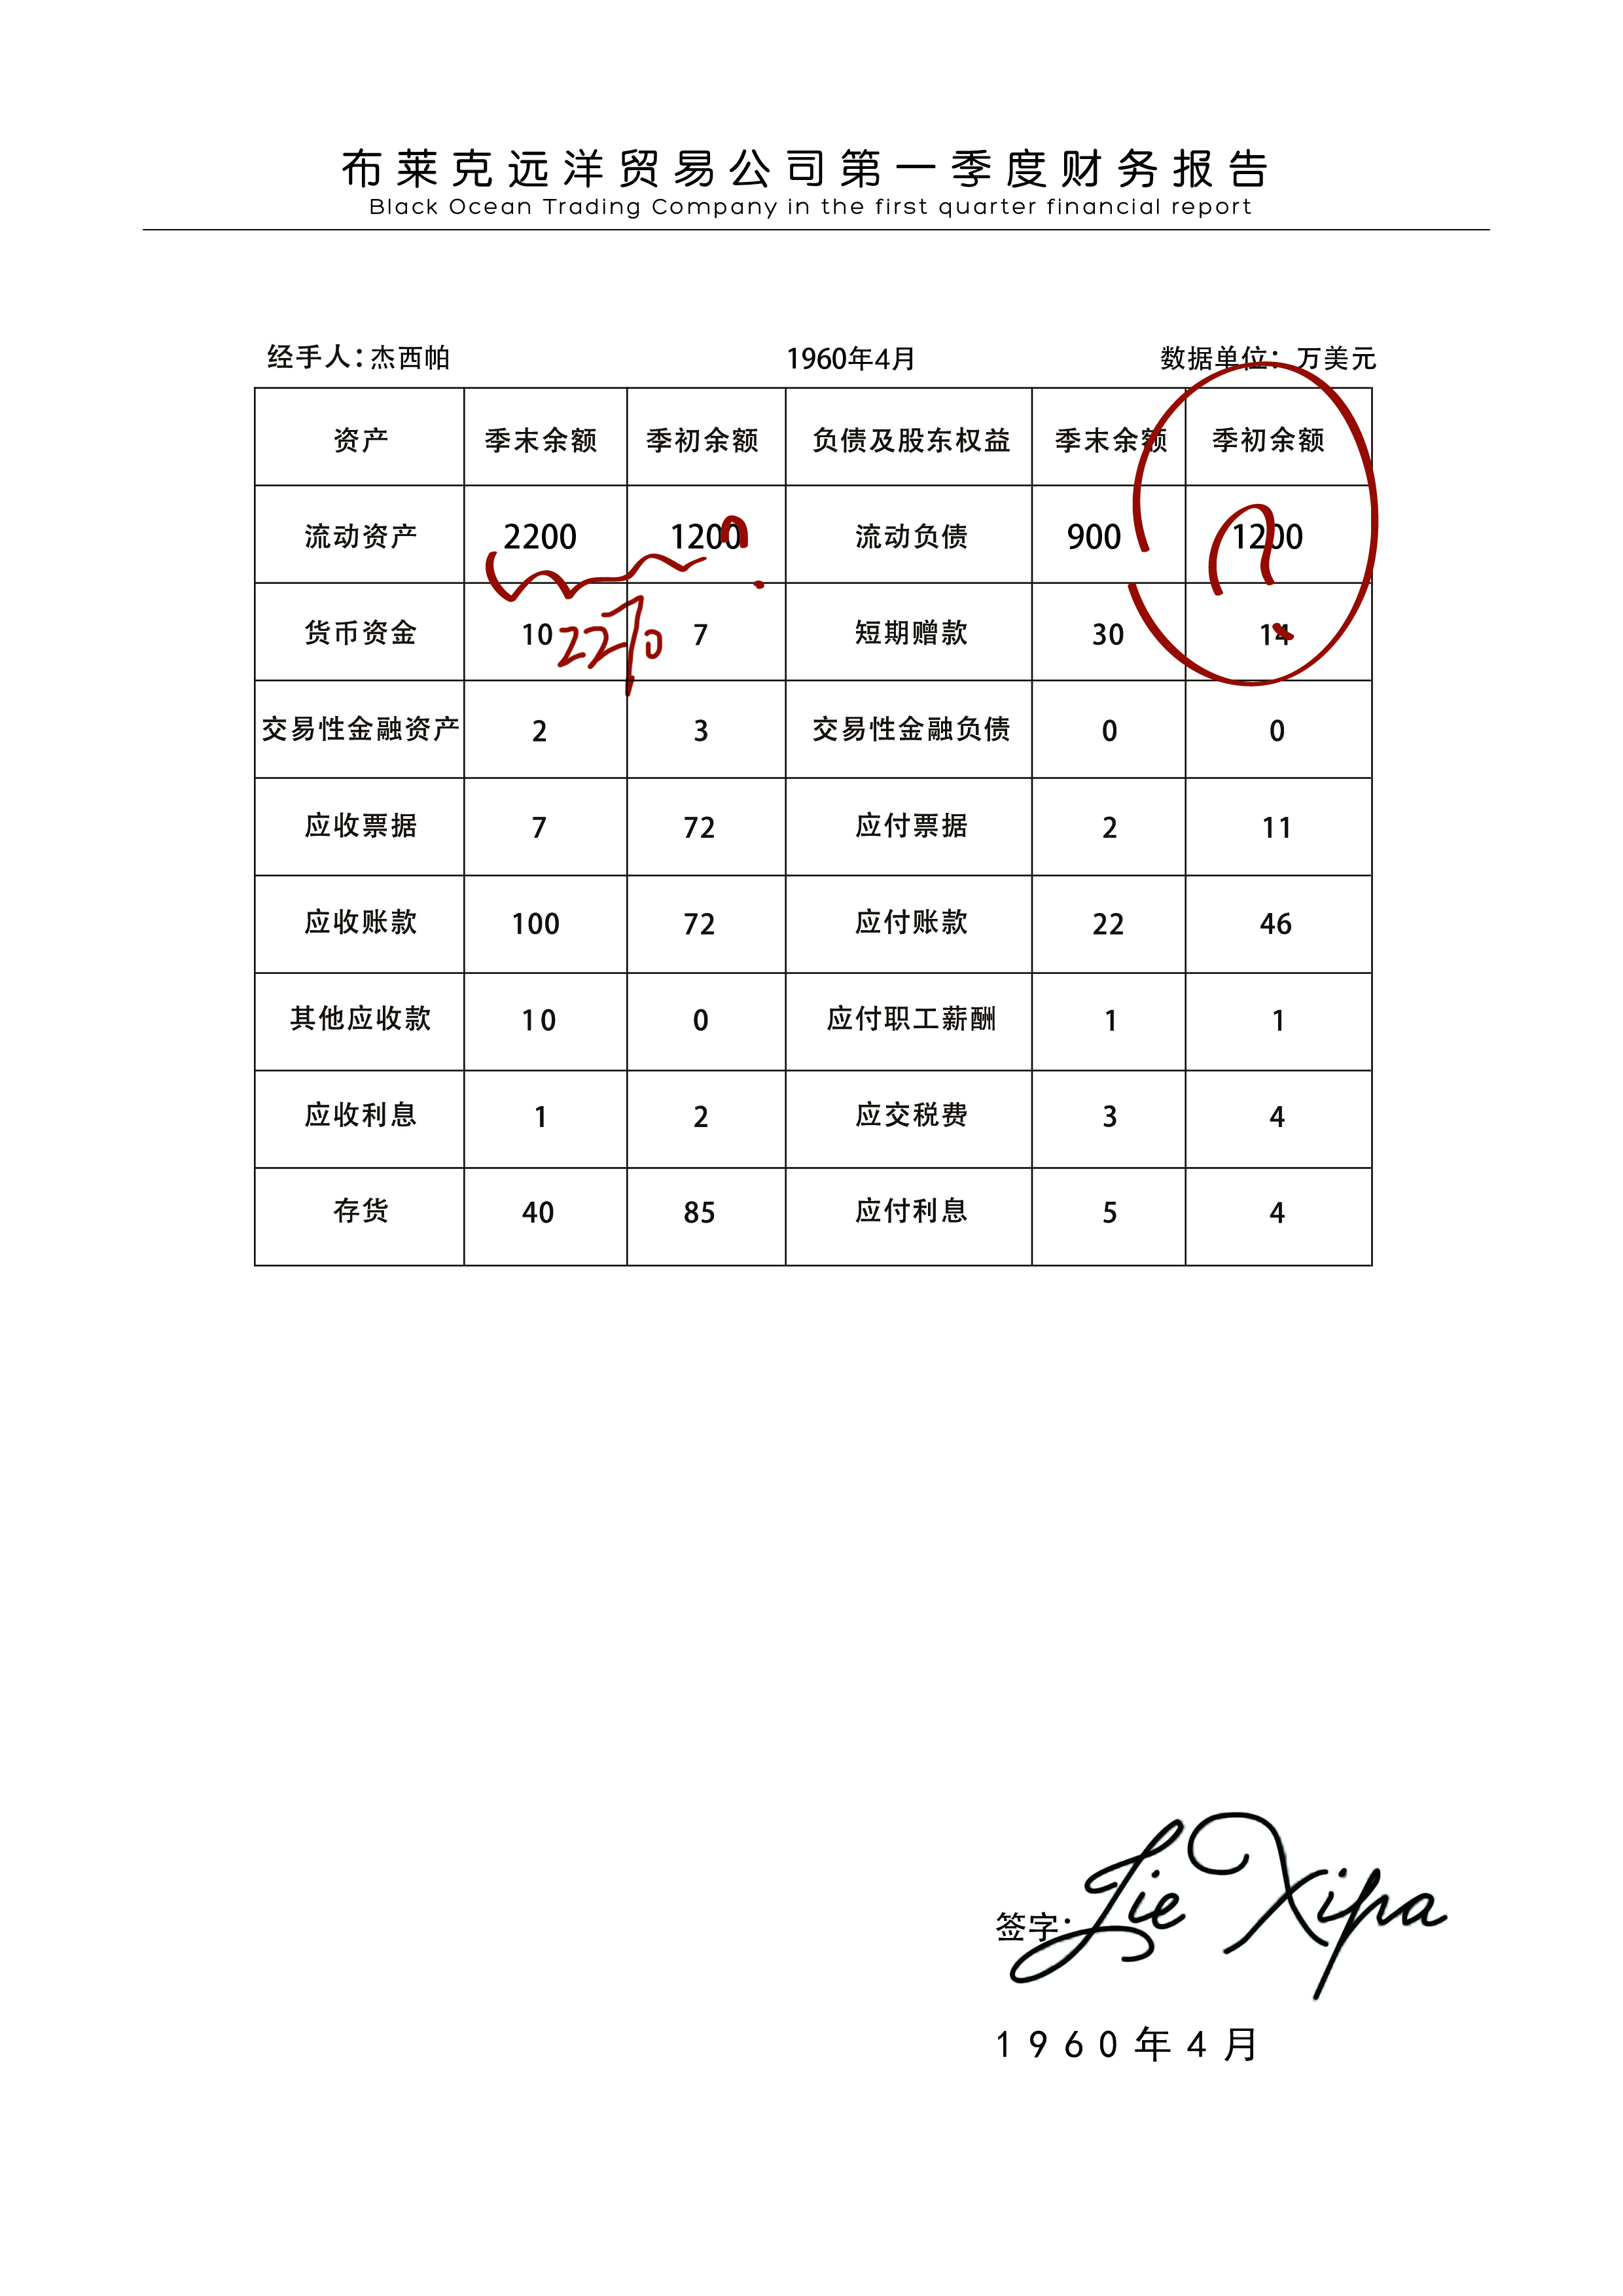 布莱克远洋贸易公司第一季度财务报告
Black Ocean Trading Company in the first quarter financial report
经手人：杰西帕 1960年4月 数据单位：万美元
资产 季末余额 季初余额 负债及股东权益 季末余额 季初余额
流动资产 2200 1200 流动负债 900 1200
货币资金 10 22% 7 短期赠款 30 14
交易性金融资产 2 3 交易性金融负债 0 0
应收票据 7 72 应付票据 2 11
应收账款 100 72 应付账款 22 46
其他应收款 10 0 应付职工薪酬 1 1
应收利息 1 2 应交税费 3 4
存货 40 85 应付利息 5 4
签字：Jie Xipa
1960年4月